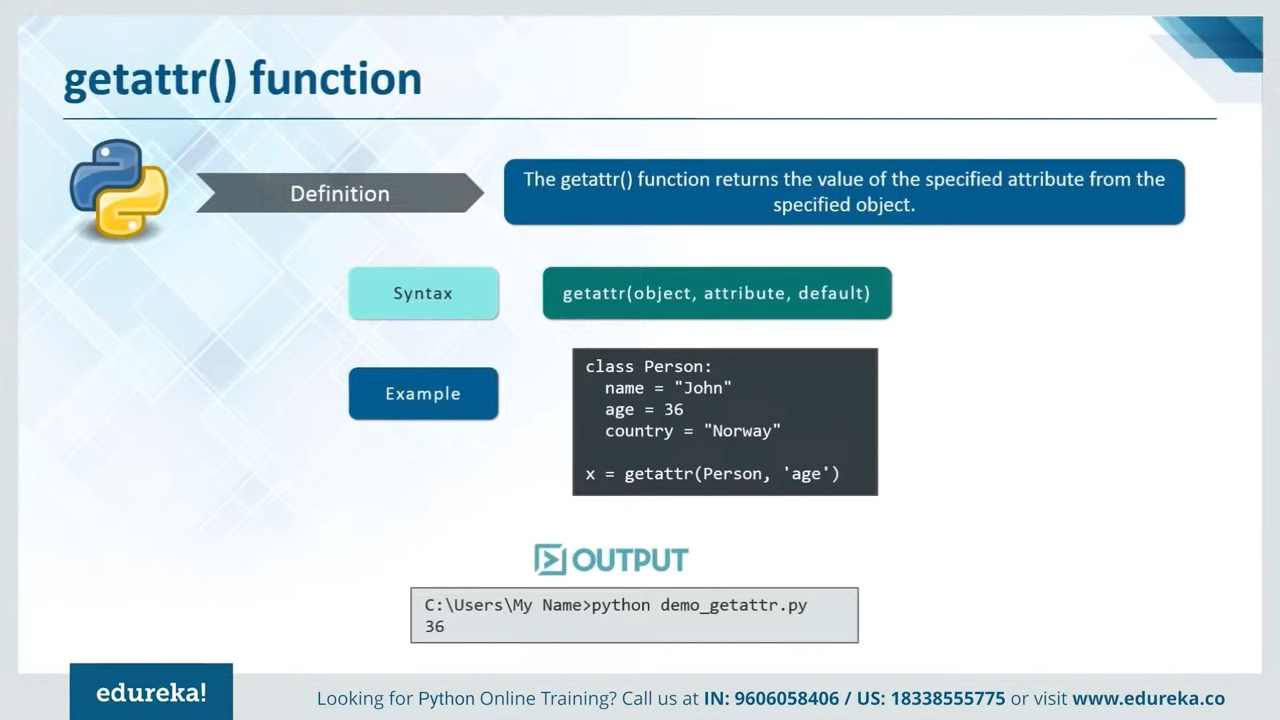 getattr() function
Definition
The getattr() function returns the value of the specified attribute from the
specified object.
Syntax
getattr(object, attribute, default)
Example
class Person:
  name = "John"
  age = 36
  country = "Norway"

x = getattr(Person, 'age')
OUTPUT
C:\Users\My Name>python demo_getattr.py
36
edureka!
Looking for Python Online Training? Call us at IN: 9606058406 / US: 18338555775 or visit www.edureka.co